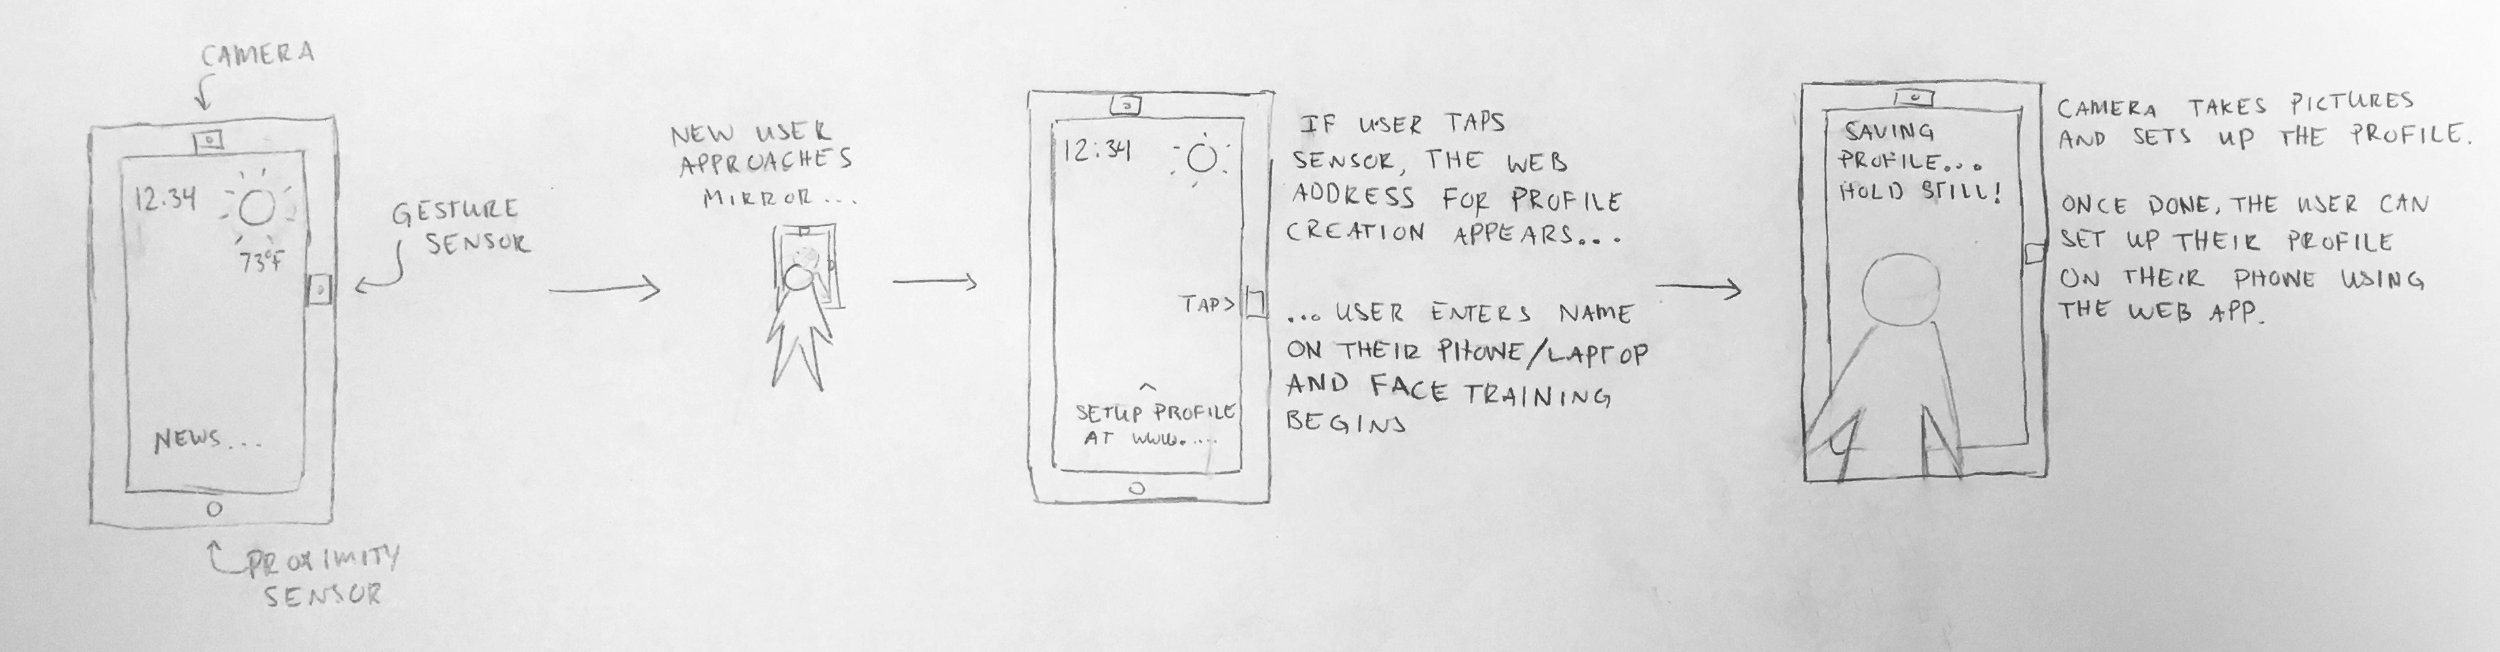 CAMERA
12:34
73°F
GESTURE
SENSOR
NEWS...
PROXIMITY
SENSOR
NEW USER
APPROACHES
MIRROR...
12:34
TAP>
^
SETUP PROFILE
AT WWW.....
IF USER TAPS
SENSOR, THE WEB
ADDRESS FOR PROFILE
CREATION APPEARS...
... USER ENTERS NAME
ON THEIR PHONE/LAPTOP
AND FACE TRAINING
BEGINS
SAVING
PROFILE...
HOLD STILL!
CAMERA TAKES PICTURES
AND SETS UP THE PROFILE.
ONCE DONE, THE USER CAN
SET UP THEIR PROFILE
ON THEIR PHONE USING
THE WEB APP.